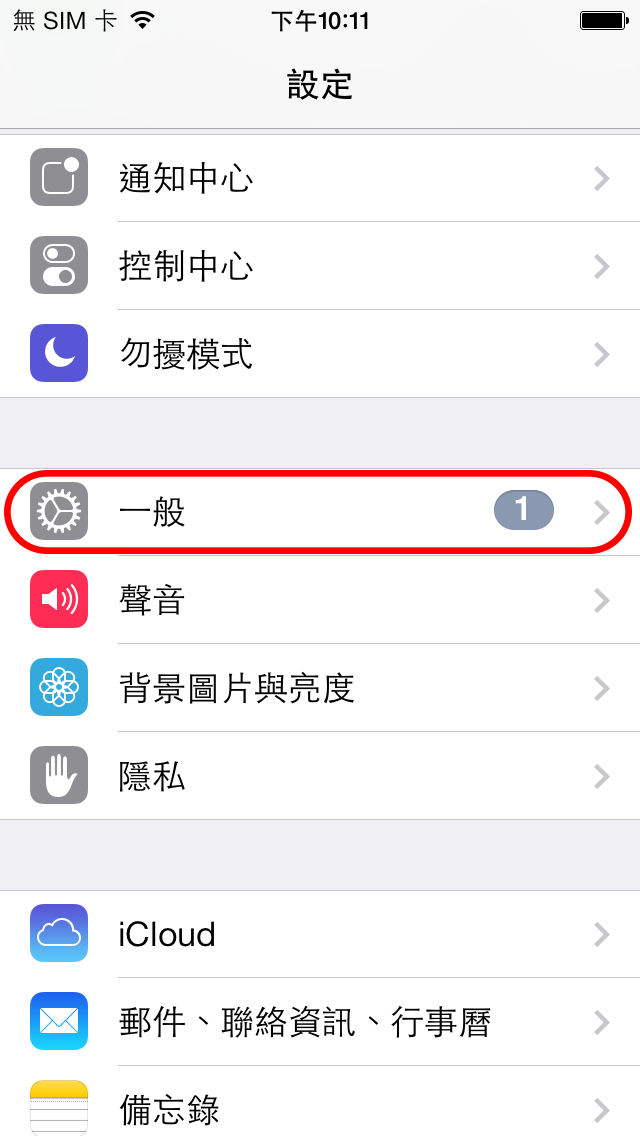 無 SIM 卡 下午10:11
設定
通知中心
控制中心
勿擾模式
一般 1
聲音
背景圖片與亮度
隱私
iCloud
郵件、聯絡資訊、行事曆
備忘錄